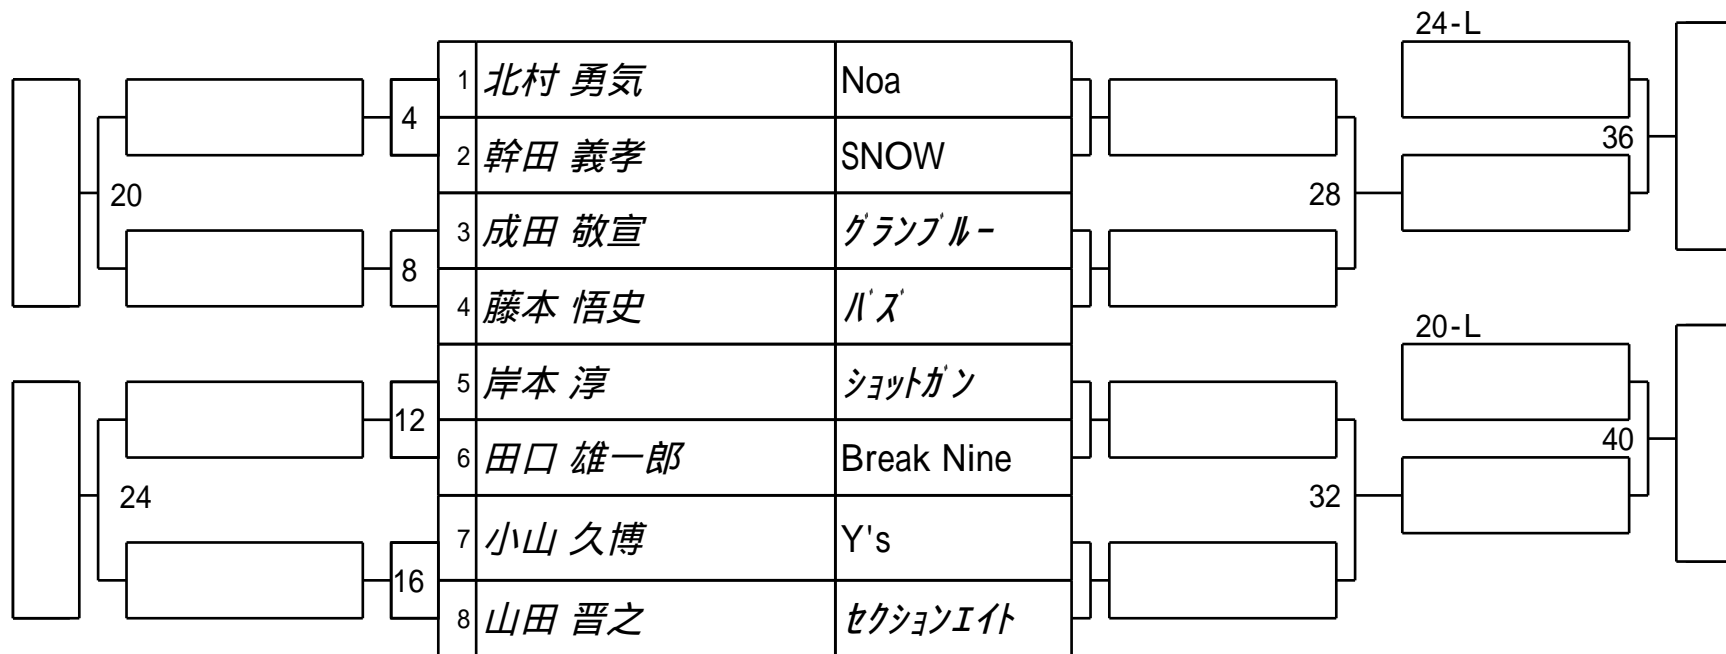 24-L
1 北村 勇気 Noa
4
36
2 幹田 義孝 SNOW
20
28
3 成田 敬宣 グランブルー
8
4 藤本 悟史 バズ
20-L
5 岸本 淳 ショットガン
12
40
6 田口 雄一郎 Break Nine
24
32
7 小山 久博 Y's
16
8 山田 晋之 セクションエイト